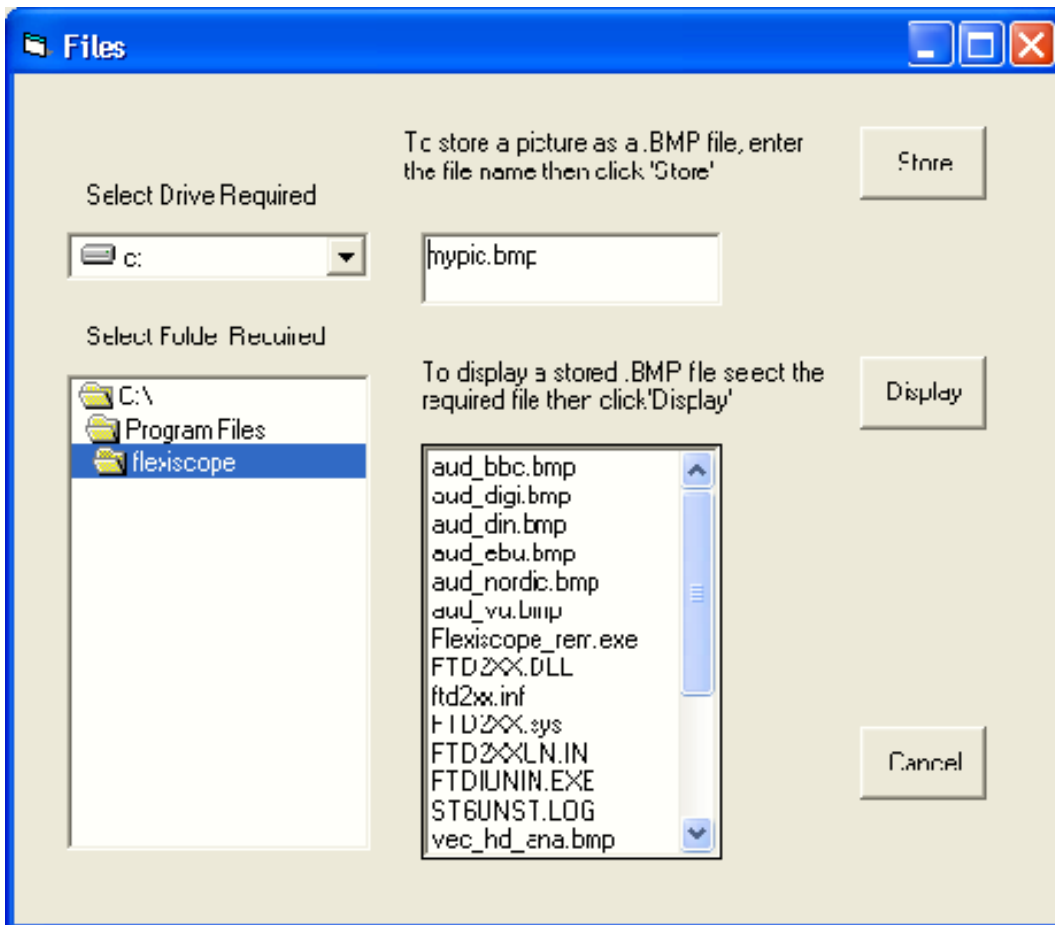 Files
To store a picture as a .BMP file, enter
the file name then click 'Store'
Store
Select Drive Required
c:
mypic.bmp
Select Folder Required
C:\
Program Files
flexiscope
To display a stored .BMP file select the
required file then click'Display'
Display
aud_bbc.bmp
aud_digi.bmp
aud_din.bmp
aud_ebu.bmp
aud_nordic.bmp
aud_vu.bmp
Flexiscope_rem.exe
FTD2XX.DLL
ftd2xx.inf
FTD2XX.sys
FTD2XXLN.IN
FTDIUNIN.EXE
ST6UNST.LOG
vec_hd_ana.bmp
Cancel